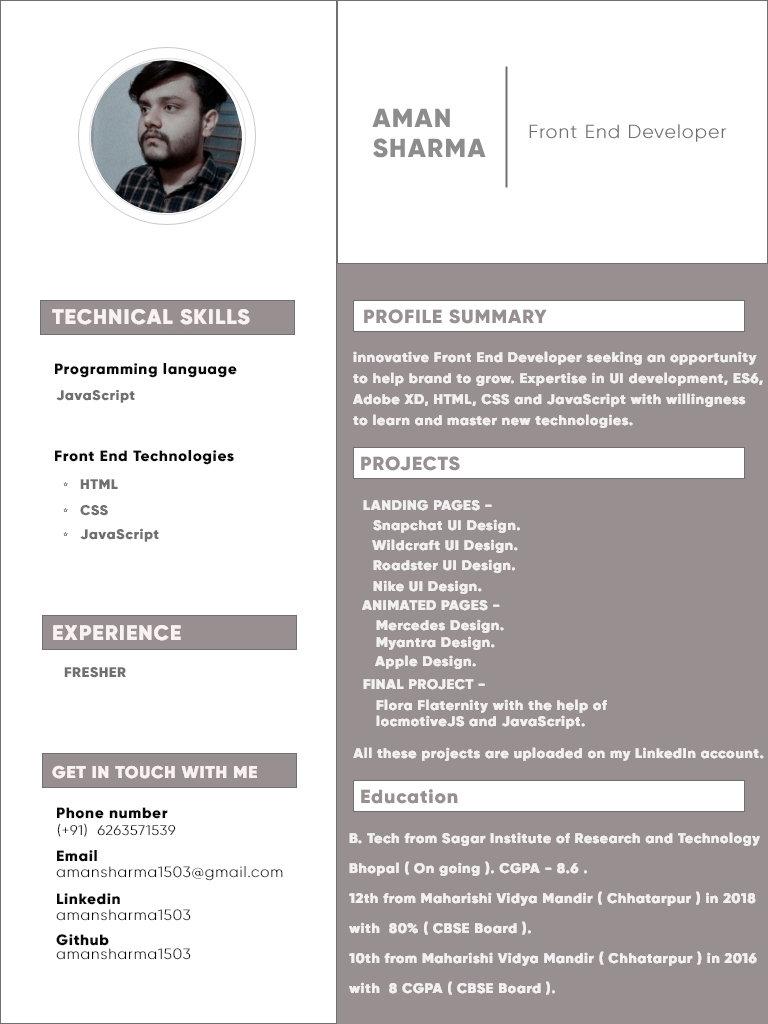 AMAN
SHARMA
Front End Developer
TECHNICAL SKILLS
Programming language
JavaScript
Front End Technologies
HTML
CSS
JavaScript
EXPERIENCE
FRESHER
GET IN TOUCH WITH ME
Phone number
(+91) 6263571539
Email
amansharma1503@gmail.com
Linkedin
amansharma1503
Github
amansharma1503
PROFILE SUMMARY
innovative Front End Developer seeking an opportunity
to help brand to grow. Expertise in UI development, ES6,
Adobe XD, HTML, CSS and JavaScript with willingness
to learn and master new technologies.
PROJECTS
LANDING PAGES -
Snapchat UI Design.
Wildcraft UI Design.
Roadster UI Design.
Nike UI Design.
ANIMATED PAGES -
Mercedes Design.
Myantra Design.
Apple Design.
FINAL PROJECT -
Flora Flaternity with the help of
locmotiveJS and JavaScript.
All these projects are uploaded on my LinkedIn account.
Education
B. Tech from Sagar Institute of Research and Technology
Bhopal ( On going ). CGPA - 8.6 .
12th from Maharishi Vidya Mandir ( Chhatarpur ) in 2018
with 80% ( CBSE Board ).
10th from Maharishi Vidya Mandir ( Chhatarpur ) in 2016
with 8 CGPA ( CBSE Board ).